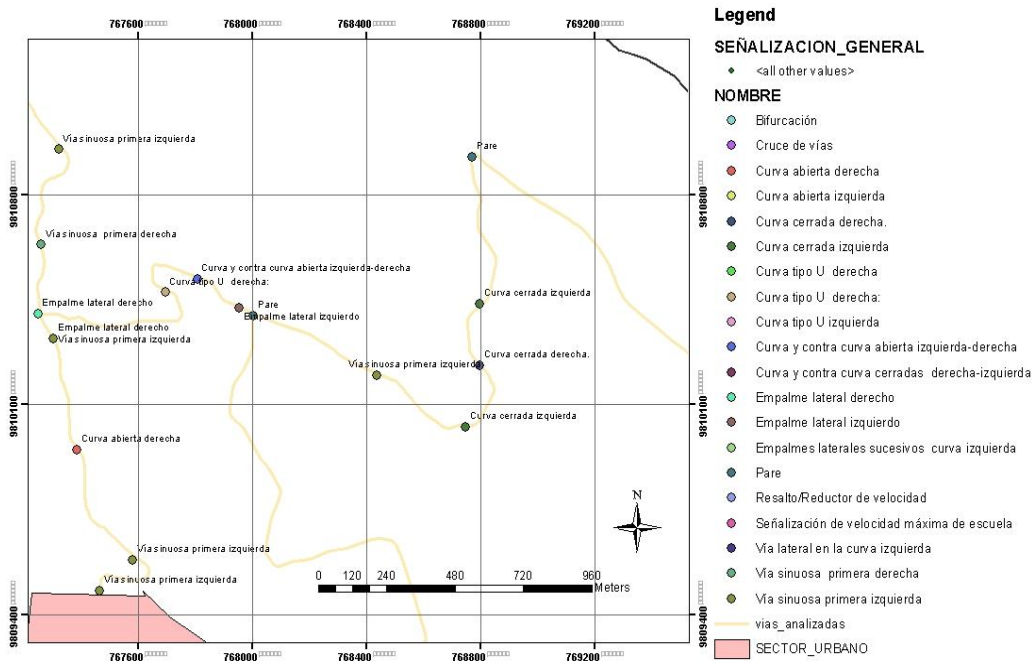 767600
768000
768400
768800
769200
Legend
SEÑALIZACION_GENERAL
<all other values>
NOMBRE
Bifurcación
Cruce de vías
Curva abierta derecha
Curva abierta izquierda
Curva cerrada derecha.
Curva cerrada izquierda
Curva tipo U derecha
Curva tipo U derecha:
Curva tipo U izquierda
Curva y contra curva abierta izquierda-derecha
Curva y contra curva cerradas derecha-izquierda
Empalme lateral derecho
Empalme lateral izquierdo
Empalmes laterales sucesivos curva izquierda
Pare
Resalto/Reductor de velocidad
Señalización de velocidad máxima de escuela
Vía lateral en la curva izquierda
Vía sinuosa primera derecha
Vía sinuosa primera izquierda
vias_analizadas
SECTOR_URBANO
Vía sinuosa primera izquierda
Pare
9810800
9810800
Vía sinuosa primera derecha
Curva y contra curva abierta izquierda-derecha
Curva tipo U derecha:
Empalme lateral derecho
Pare
Empalme lateral izquierdo
Curva cerrada izquierda
Empalme lateral derecho
Vía sinuosa primera izquierda
Vía sinuosa primera izquierda
Curva cerrada derecha.
9810100
9810100
Curva cerrada izquierda
Curva abierta derecha
N
Vía sinuosa primera izquierda
Vía sinuosa primera izquierda
0 120 240 480 720 960
Meters
9809400
9809400
767600
768000
768400
768800
769200